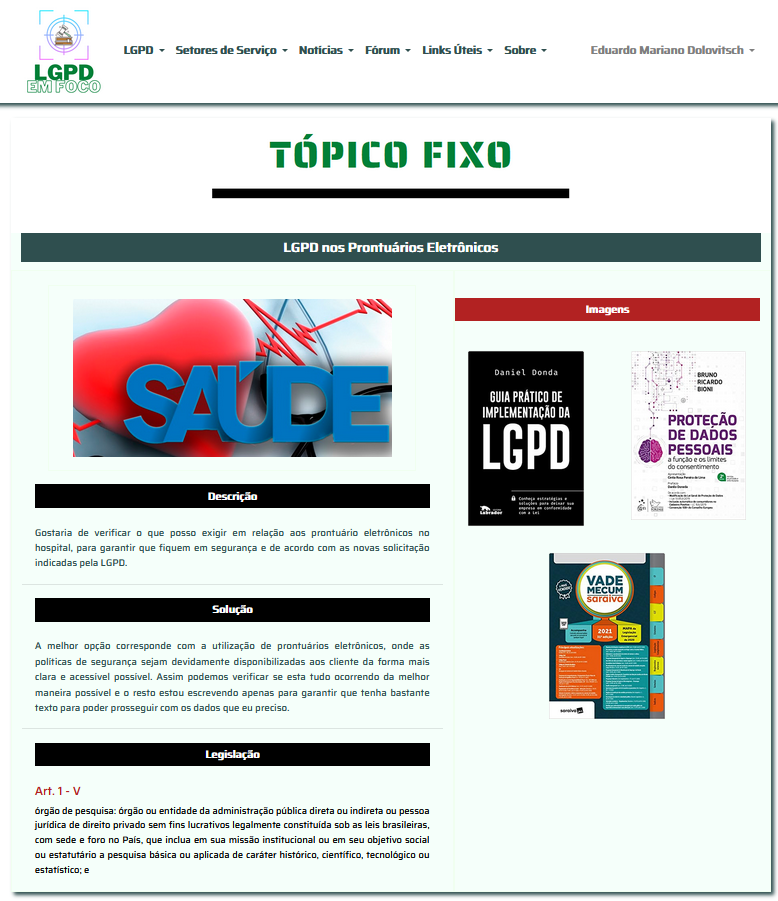 LGPD
EM FOCO
LGPD
Setores de Serviço
Noticias
Fórum
Links Úteis
Sobre
Eduardo Mariano Dolovitsch
TÓPICO FIXO
LGPD nos Prontuários Eletrônicos
SAÚDE
Descrição
Gostaria de verificar o que posso exigir em relação aos prontuário eletrônicos no
hospital, para garantir que fiquem em segurança e de acordo com as novas solicitação
indicadas pela LGPD.
Solução
A melhor opção corresponde com a utilização de prontuários eletrônicos, onde as
políticas de segurança sejam devidamente disponibilizadas aos cliente da forma mais
clara e acessível possível. Assim podemos verificar se esta tudo ocorrendo da melhor
maneira possivel e o resto estou escrevendo apenas para garantir que tenha bastante
texto para poder prosseguir com os dados que eu preciso.
Legislação
Art. 1 - V
órgão de pesquisa: órgão ou entidade da administração pública direta ou indireta ou pessoa
jurídica de direito privado sem fins lucrativos legalmente constituída sob as leis brasileiras,
com sede e foro no País, que inclua em sua missão institucional ou em seu objetivo social
ou estatutário a pesquisa básica ou aplicada de caráter histórico, científico, tecnológico ou
estatístico; e
Imagens
Daniel Donda
GUIA PRÁTICO DE
IMPLEMENTAÇÃO DA
LGPD
Conheça estratégias e
soluções para deixar sua
empresa em conformidade
com a Lei
Labrador
BRUNO
RICARDO
BIONI
PROTEÇÃO
DE DADOS
PESSOAIS
a função e os limites
do consentimento
VADE
MECUM
saraiva
2021
saraiva